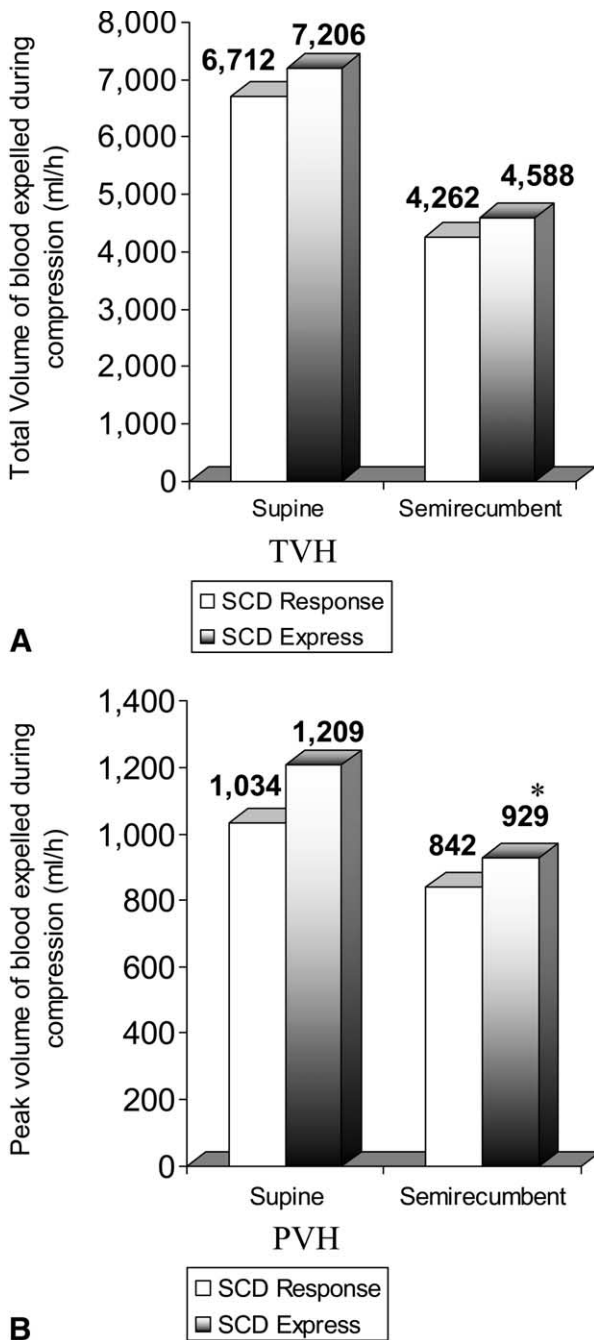 Total Volume of blood expelled during
compression (ml/h)
8,000
7,000
6,000
5,000
4,000
3,000
2,000
1,000
0
6,712
7,206
4,262
4,588
Supine
Semirecumbent
TVH
SCD Response
SCD Express
A
Peak volume of blood expelled during
compression (ml/h)
1,400
1,200
1,000
800
600
400
200
0
1,034
1,209
842
*
929
Supine
Semirecumbent
PVH
SCD Response
SCD Express
B